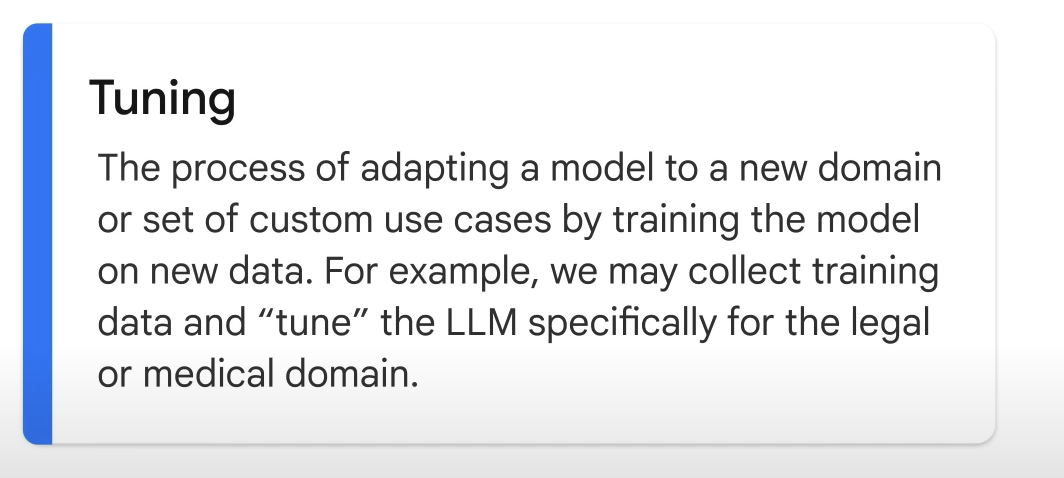 Tuning
The process of adapting a model to a new domain
or set of custom use cases by training the model
on new data. For example, we may collect training
data and “tune” the LLM specifically for the legal
or medical domain.